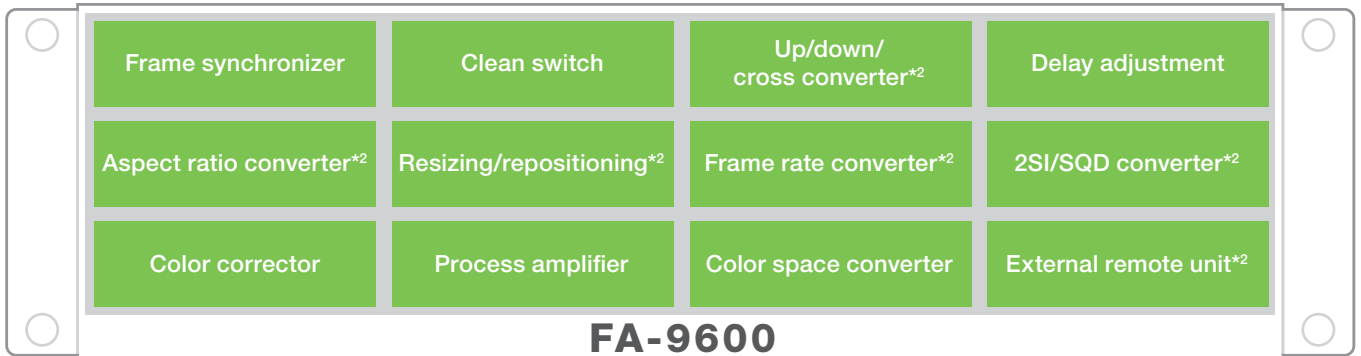 Frame synchronizer
Clean switch
Up/down/
cross converter*2
Delay adjustment
Aspect ratio converter*2
Resizing/repositioning*2
Frame rate converter*2
2SI/SQD converter*2
Color corrector
Process amplifier
Color space converter
External remote unit*2
FA-9600